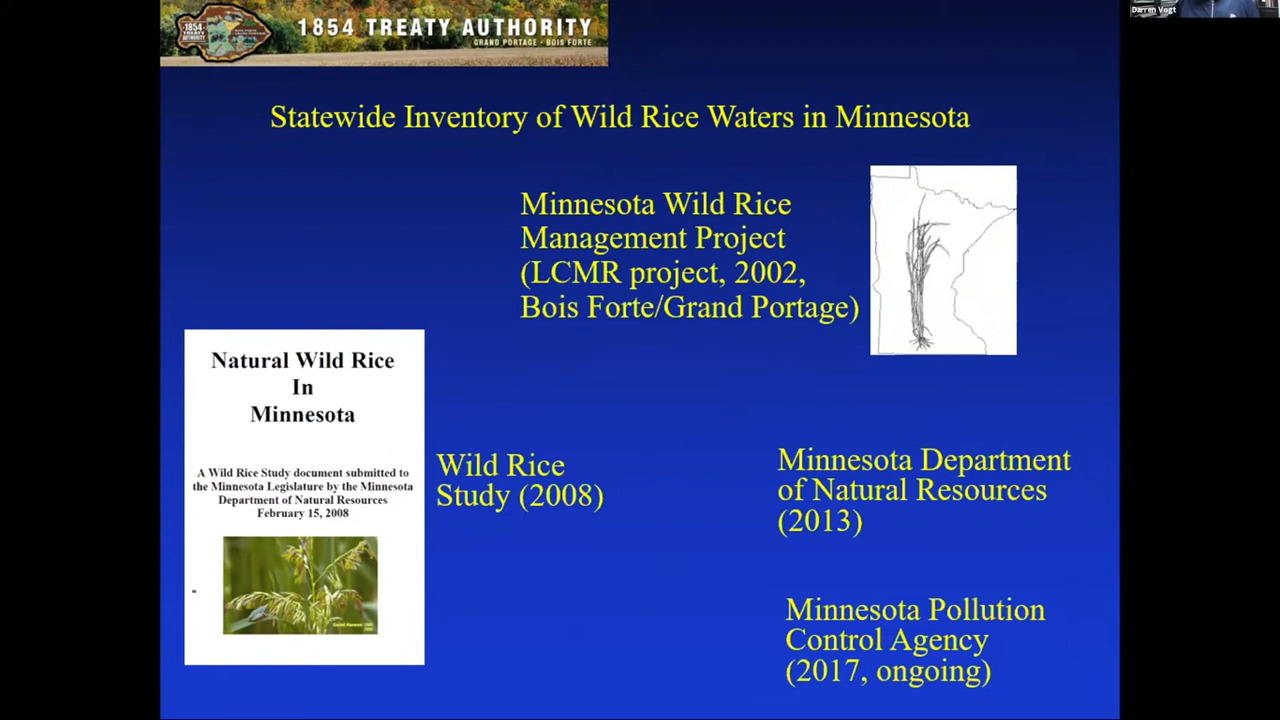 Darren Vogt
1854
TREATY
AUTHORITY
1854 TREATY AUTHORITY
GRAND PORTAGE - BOIS FORTE
Statewide Inventory of Wild Rice Waters in Minnesota
Minnesota Wild Rice
Management Project
(LCMR project, 2002,
Bois Forte/Grand Portage)
Natural Wild Rice
In
Minnesota
A Wild Rice Study document submitted to
the Minnesota Legislature by the Minnesota
Department of Natural Resources
February 15, 2008
Wild Rice
Study (2008)
Minnesota Department
of Natural Resources
(2013)
Minnesota Pollution
Control Agency
(2017, ongoing)